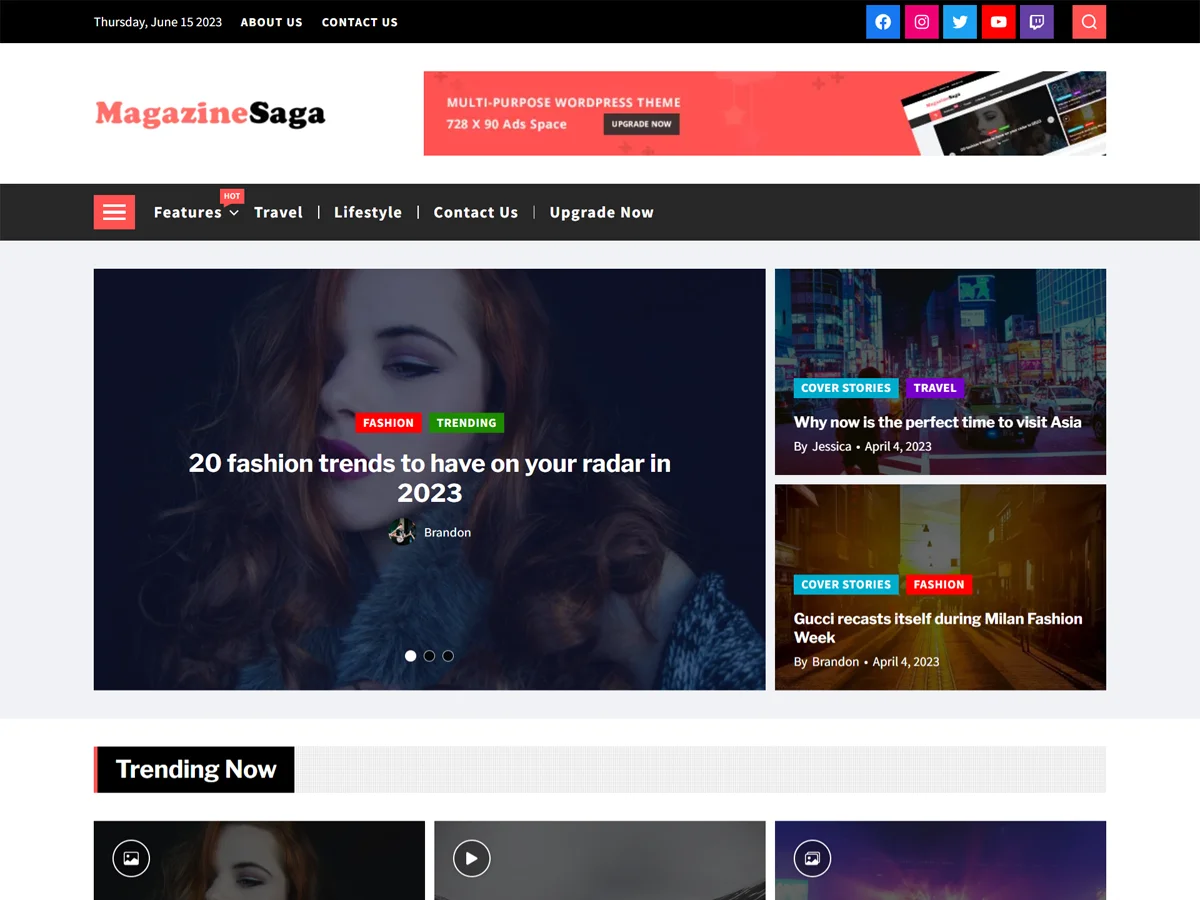 Thursday, June 15 2023 ABOUT US CONTACT US
MagazineSaga
MULTI-PURPOSE WORDPRESS THEME
728 X 90 Ads Space UPGRADE NOW
HOT
Features Travel Lifestyle Contact Us Upgrade Now
FASHION TRENDING
20 fashion trends to have on your radar in
2023
Brandon
COVER STORIES TRAVEL
Why now is the perfect time to visit Asia
By Jessica • April 4, 2023
COVER STORIES FASHION
Gucci recasts itself during Milan Fashion
Week
By Brandon • April 4, 2023
Trending Now